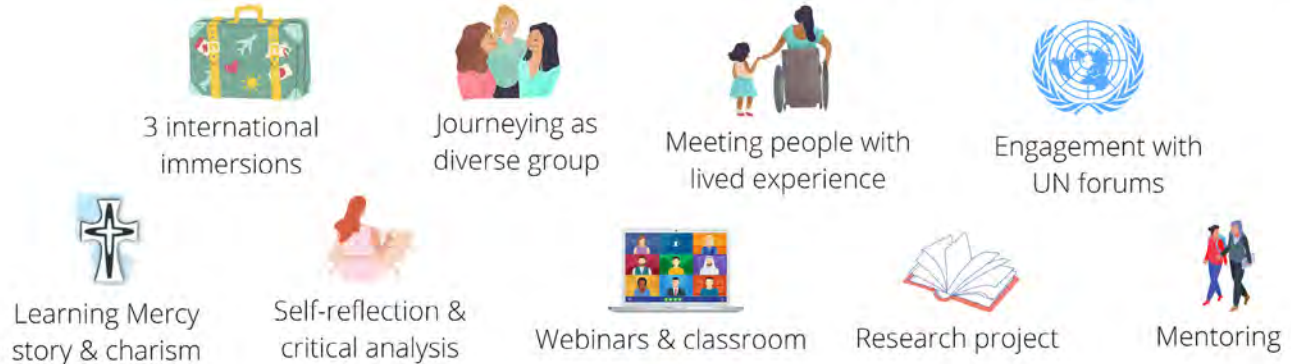 3 international
immersions
Journeying as
diverse group
Meeting people with
lived experience
Engagement with
UN forums
Learning Mercy
story & charism
Self-reflection &
critical analysis
Webinars & classroom
Research project
Mentoring